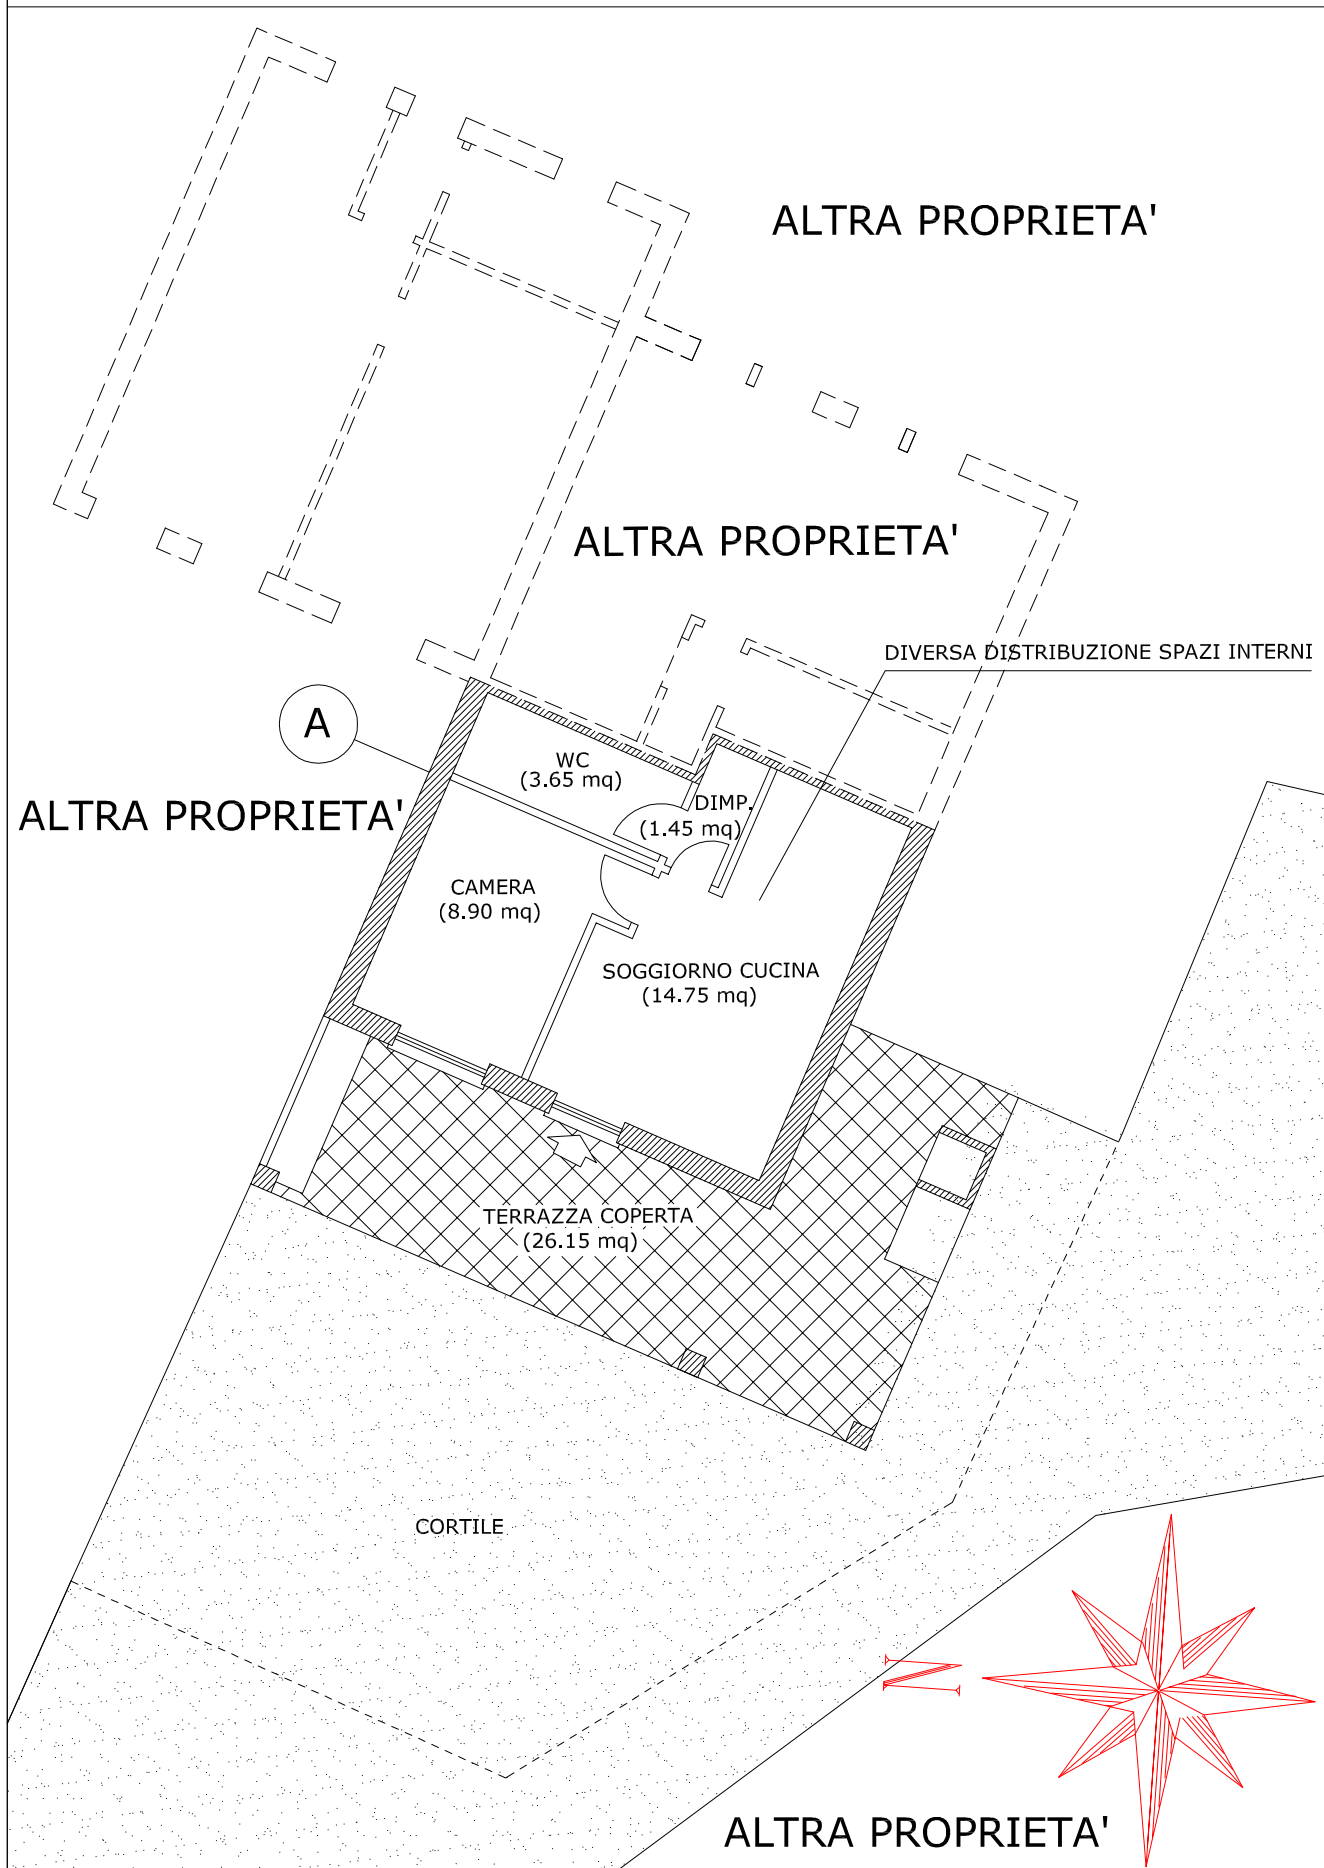 ALTRA PROPRIETA'
ALTRA PROPRIETA'
DIVERSA DISTRIBUZIONE SPAZI INTERNI
A
WC
(3.65 mq)
DIMP.
(1.45 mq)
ALTRA PROPRIETA'
CAMERA
(8.90 mq)
SOGGIORNO CUCINA
(14.75 mq)
TERRAZZA COPERTA
(26.15 mq)
CORTILE
N
ALTRA PROPRIETA'